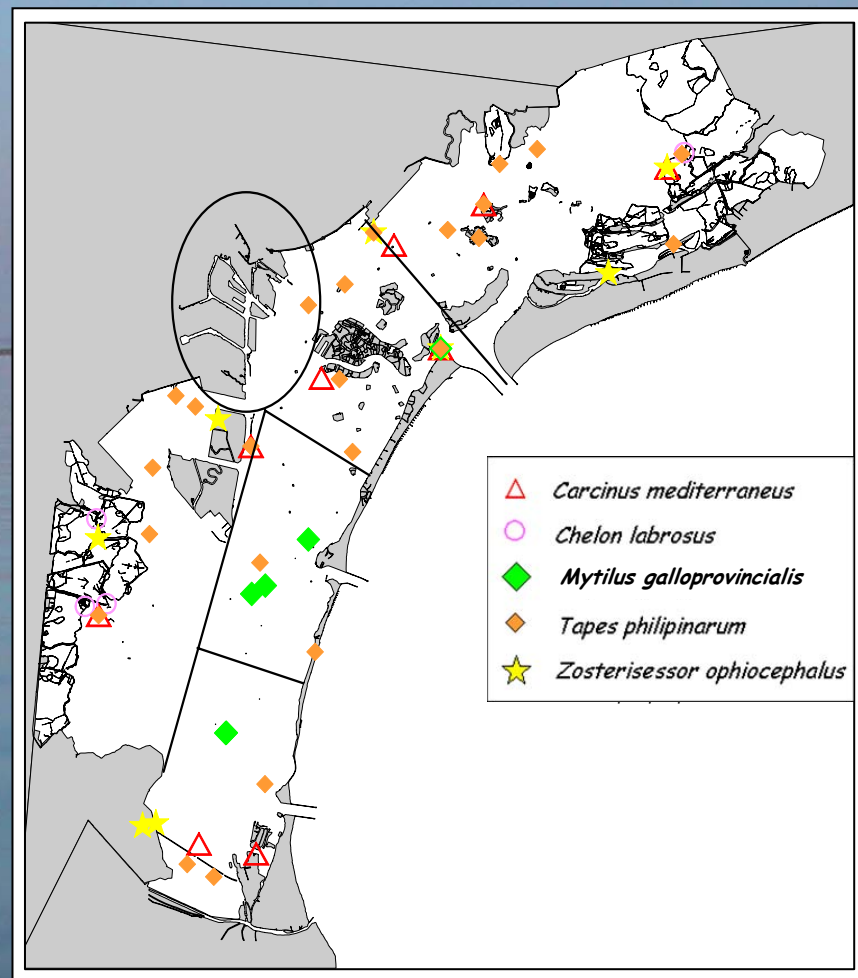 Carcinus mediterraneus
Chelon labrosus
Mytilus galloprovincialis
Tapes philipinarum
Zosterisessor ophiocephalus